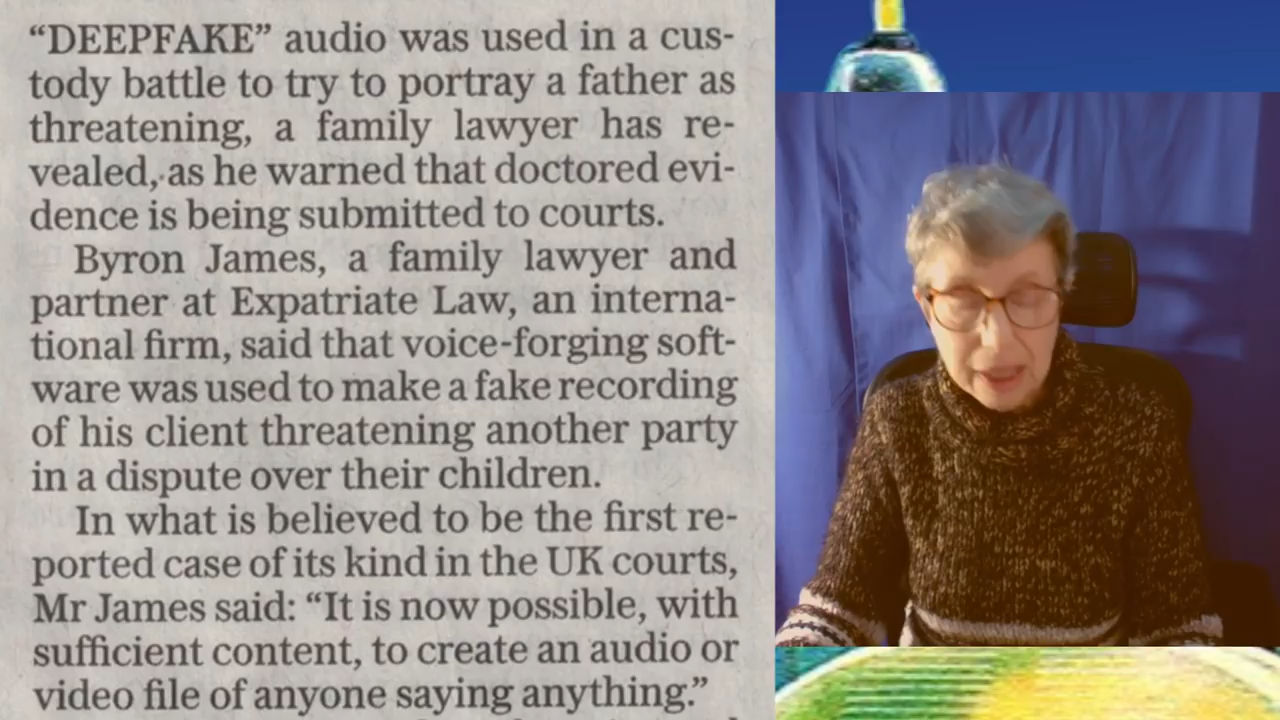 “DEEPFAKE” audio was used in a cus-
tody battle to try to portray a father as
threatening, a family lawyer has re-
vealed, as he warned that doctored evi-
dence is being submitted to courts.
Byron James, a family lawyer and
partner at Expatriate Law, an interna-
tional firm, said that voice-forging soft-
ware was used to make a fake recording
of his client threatening another party
in a dispute over their children.
In what is believed to be the first re-
ported case of its kind in the UK courts,
Mr James said: “It is now possible, with
sufficient content, to create an audio or
video file of anyone saying anything.”